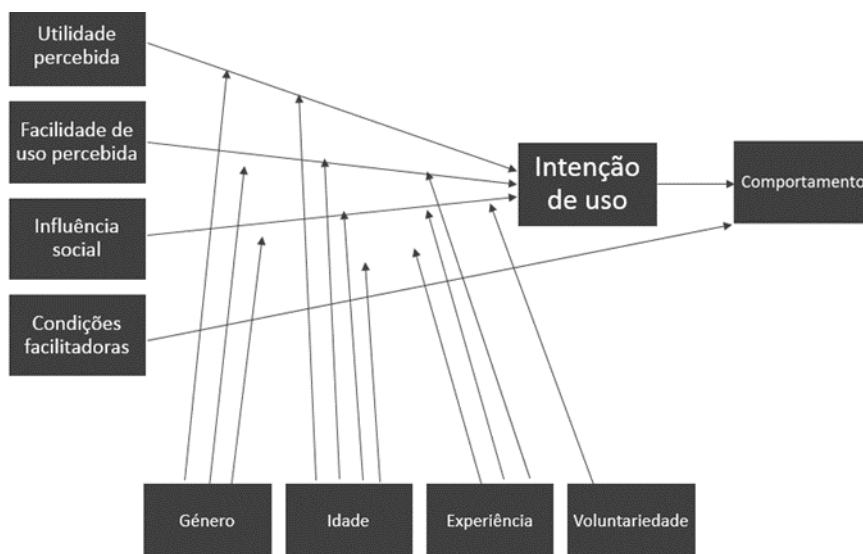 Utilidade
percebida
Facilidade de
uso percebida
Influência
social
Condições
facilitadoras
Intenção
de uso
Comportamento
Género
Idade
Experiência
Voluntariedade